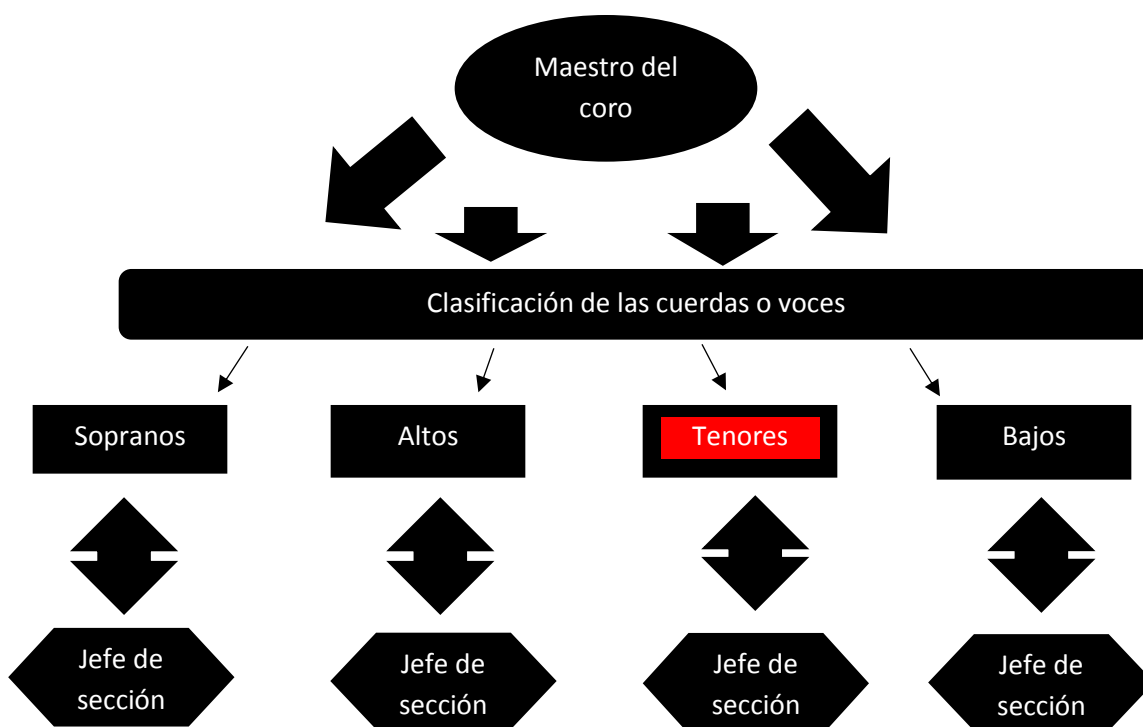 Maestro del
coro
Clasificación de las cuerdas o voces
Sopranos
Altos
Tenores
Bajos
Jefe de
sección
Jefe de
sección
Jefe de
sección
Jefe de
sección